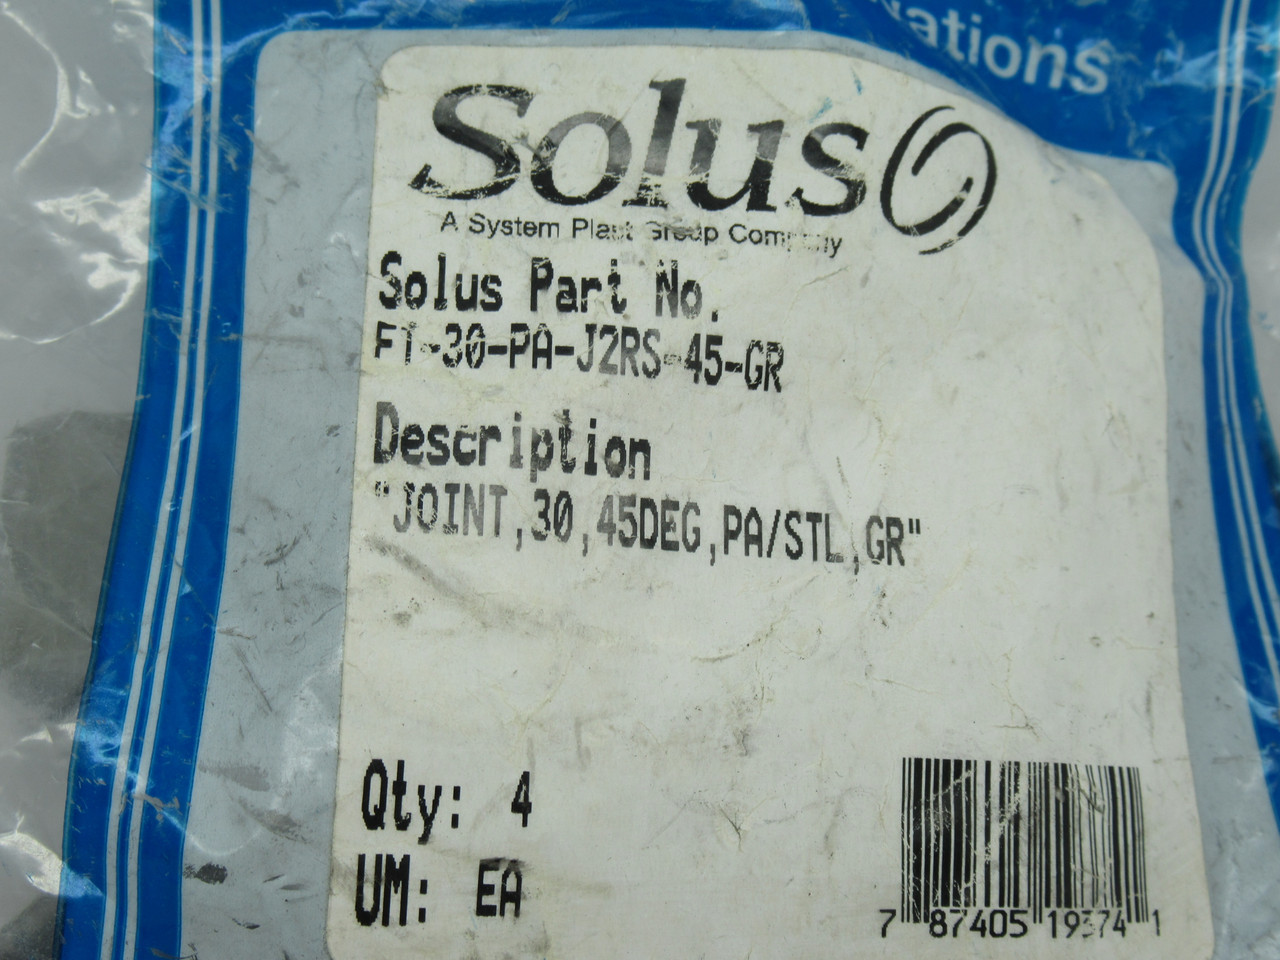 Solus
A System Plast Group Company
Solus Part No.
FT-30-PA-J2RS-45-GR
Description
"JOINT,30,45DEG,PA/STL,GR"
Qty: 4
UM: EA
7 87405 19374 1